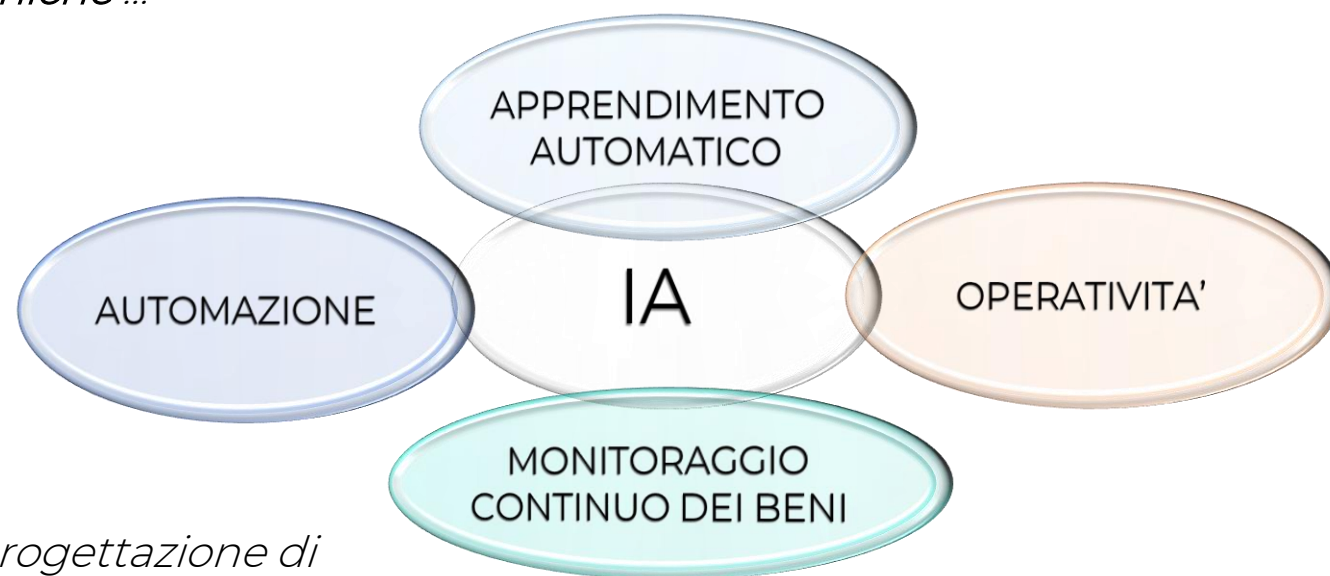 APPRENDIMENTO
AUTOMATICO
AUTOMAZIONE
IA
OPERATIVITA’
MONITORAGGIO
CONTINUO DEI BENI
rogettazione di